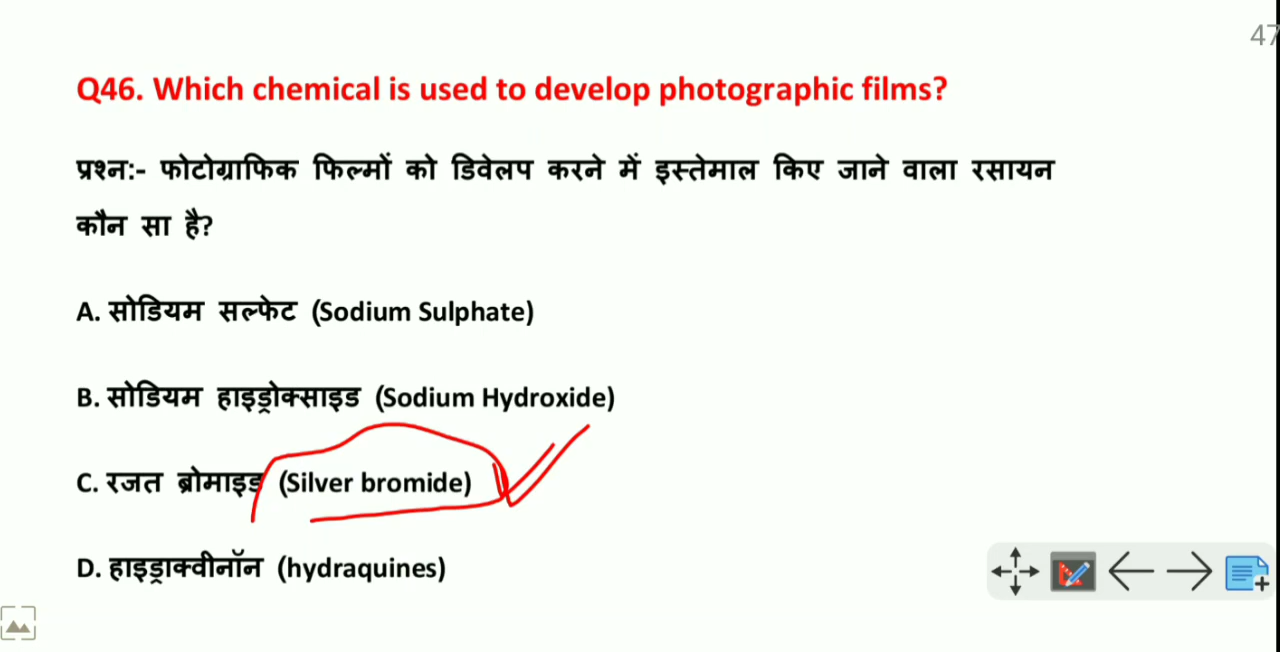 47
Q46. Which chemical is used to develop photographic films?
प्रश्न:- फोटोग्राफिक फिल्मों को डिवेलप करने में इस्तेमाल किए जाने वाला रसायन
कौन सा है?
A. सोडियम सल्फेट (Sodium Sulphate)
B. सोडियम हाइड्रोक्साइड (Sodium Hydroxide)
C. रजत ब्रोमाइड (Silver bromide)
D. हाइड्राक्वीनॉन (hydraquines)